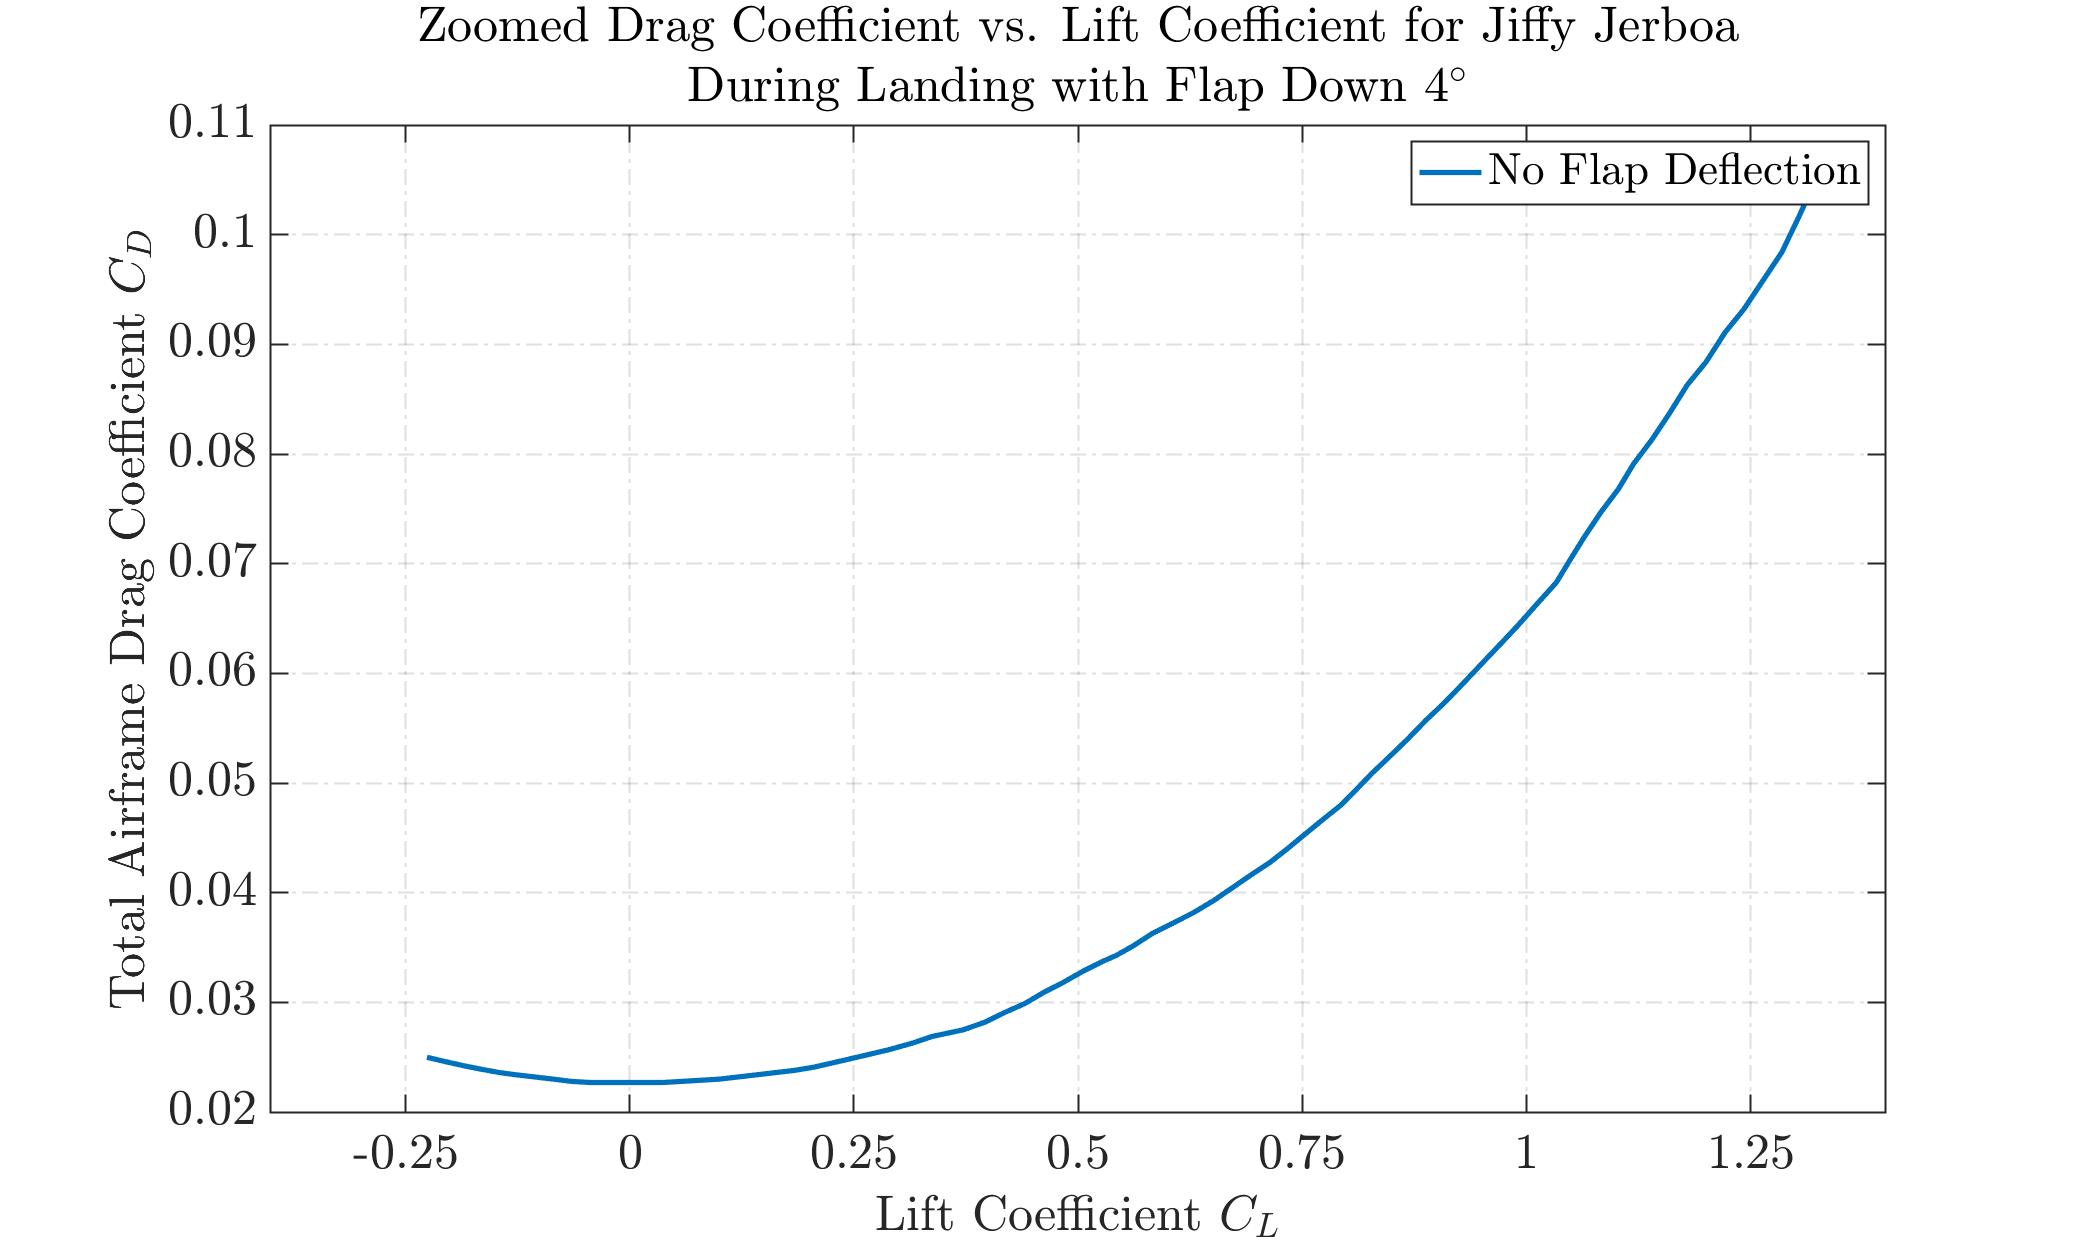 Zoomed Drag Coefficient vs. Lift Coefficient for Jiffy Jerboa
During Landing with Flap Down 4°
No Flap Deflection
Total Airframe Drag Coefficient C_D
0.11
0.1
0.09
0.08
0.07
0.06
0.05
0.04
0.03
0.02
-0.25 0 0.25 0.5 0.75 1 1.25
Lift Coefficient C_L